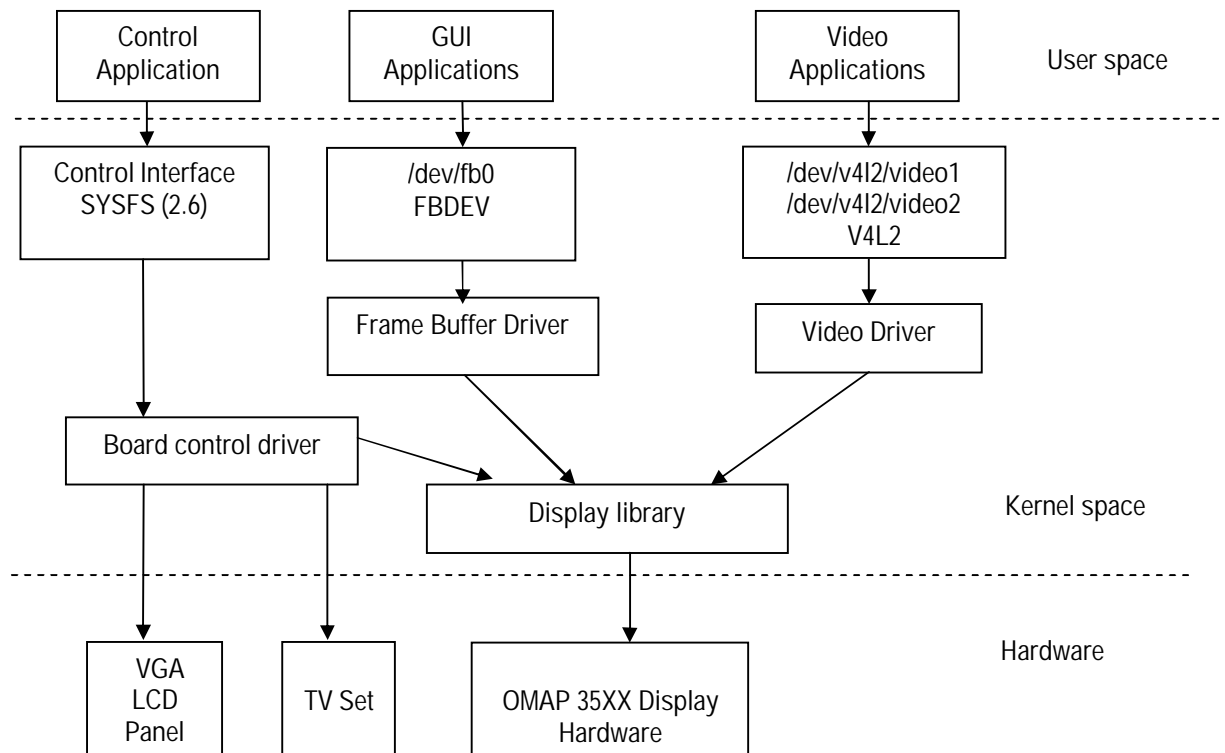 Control
Application
GUI
Applications
Video
Applications
User space
Control Interface
SYSFS (2.6)
/dev/fb0
FBDEV
/dev/v4l2/video1
/dev/v4l2/video2
V4L2
Frame Buffer Driver
Video Driver
Board control driver
Display library
Kernel space
VGA
LCD
Panel
TV Set
OMAP 35XX Display
Hardware
Hardware